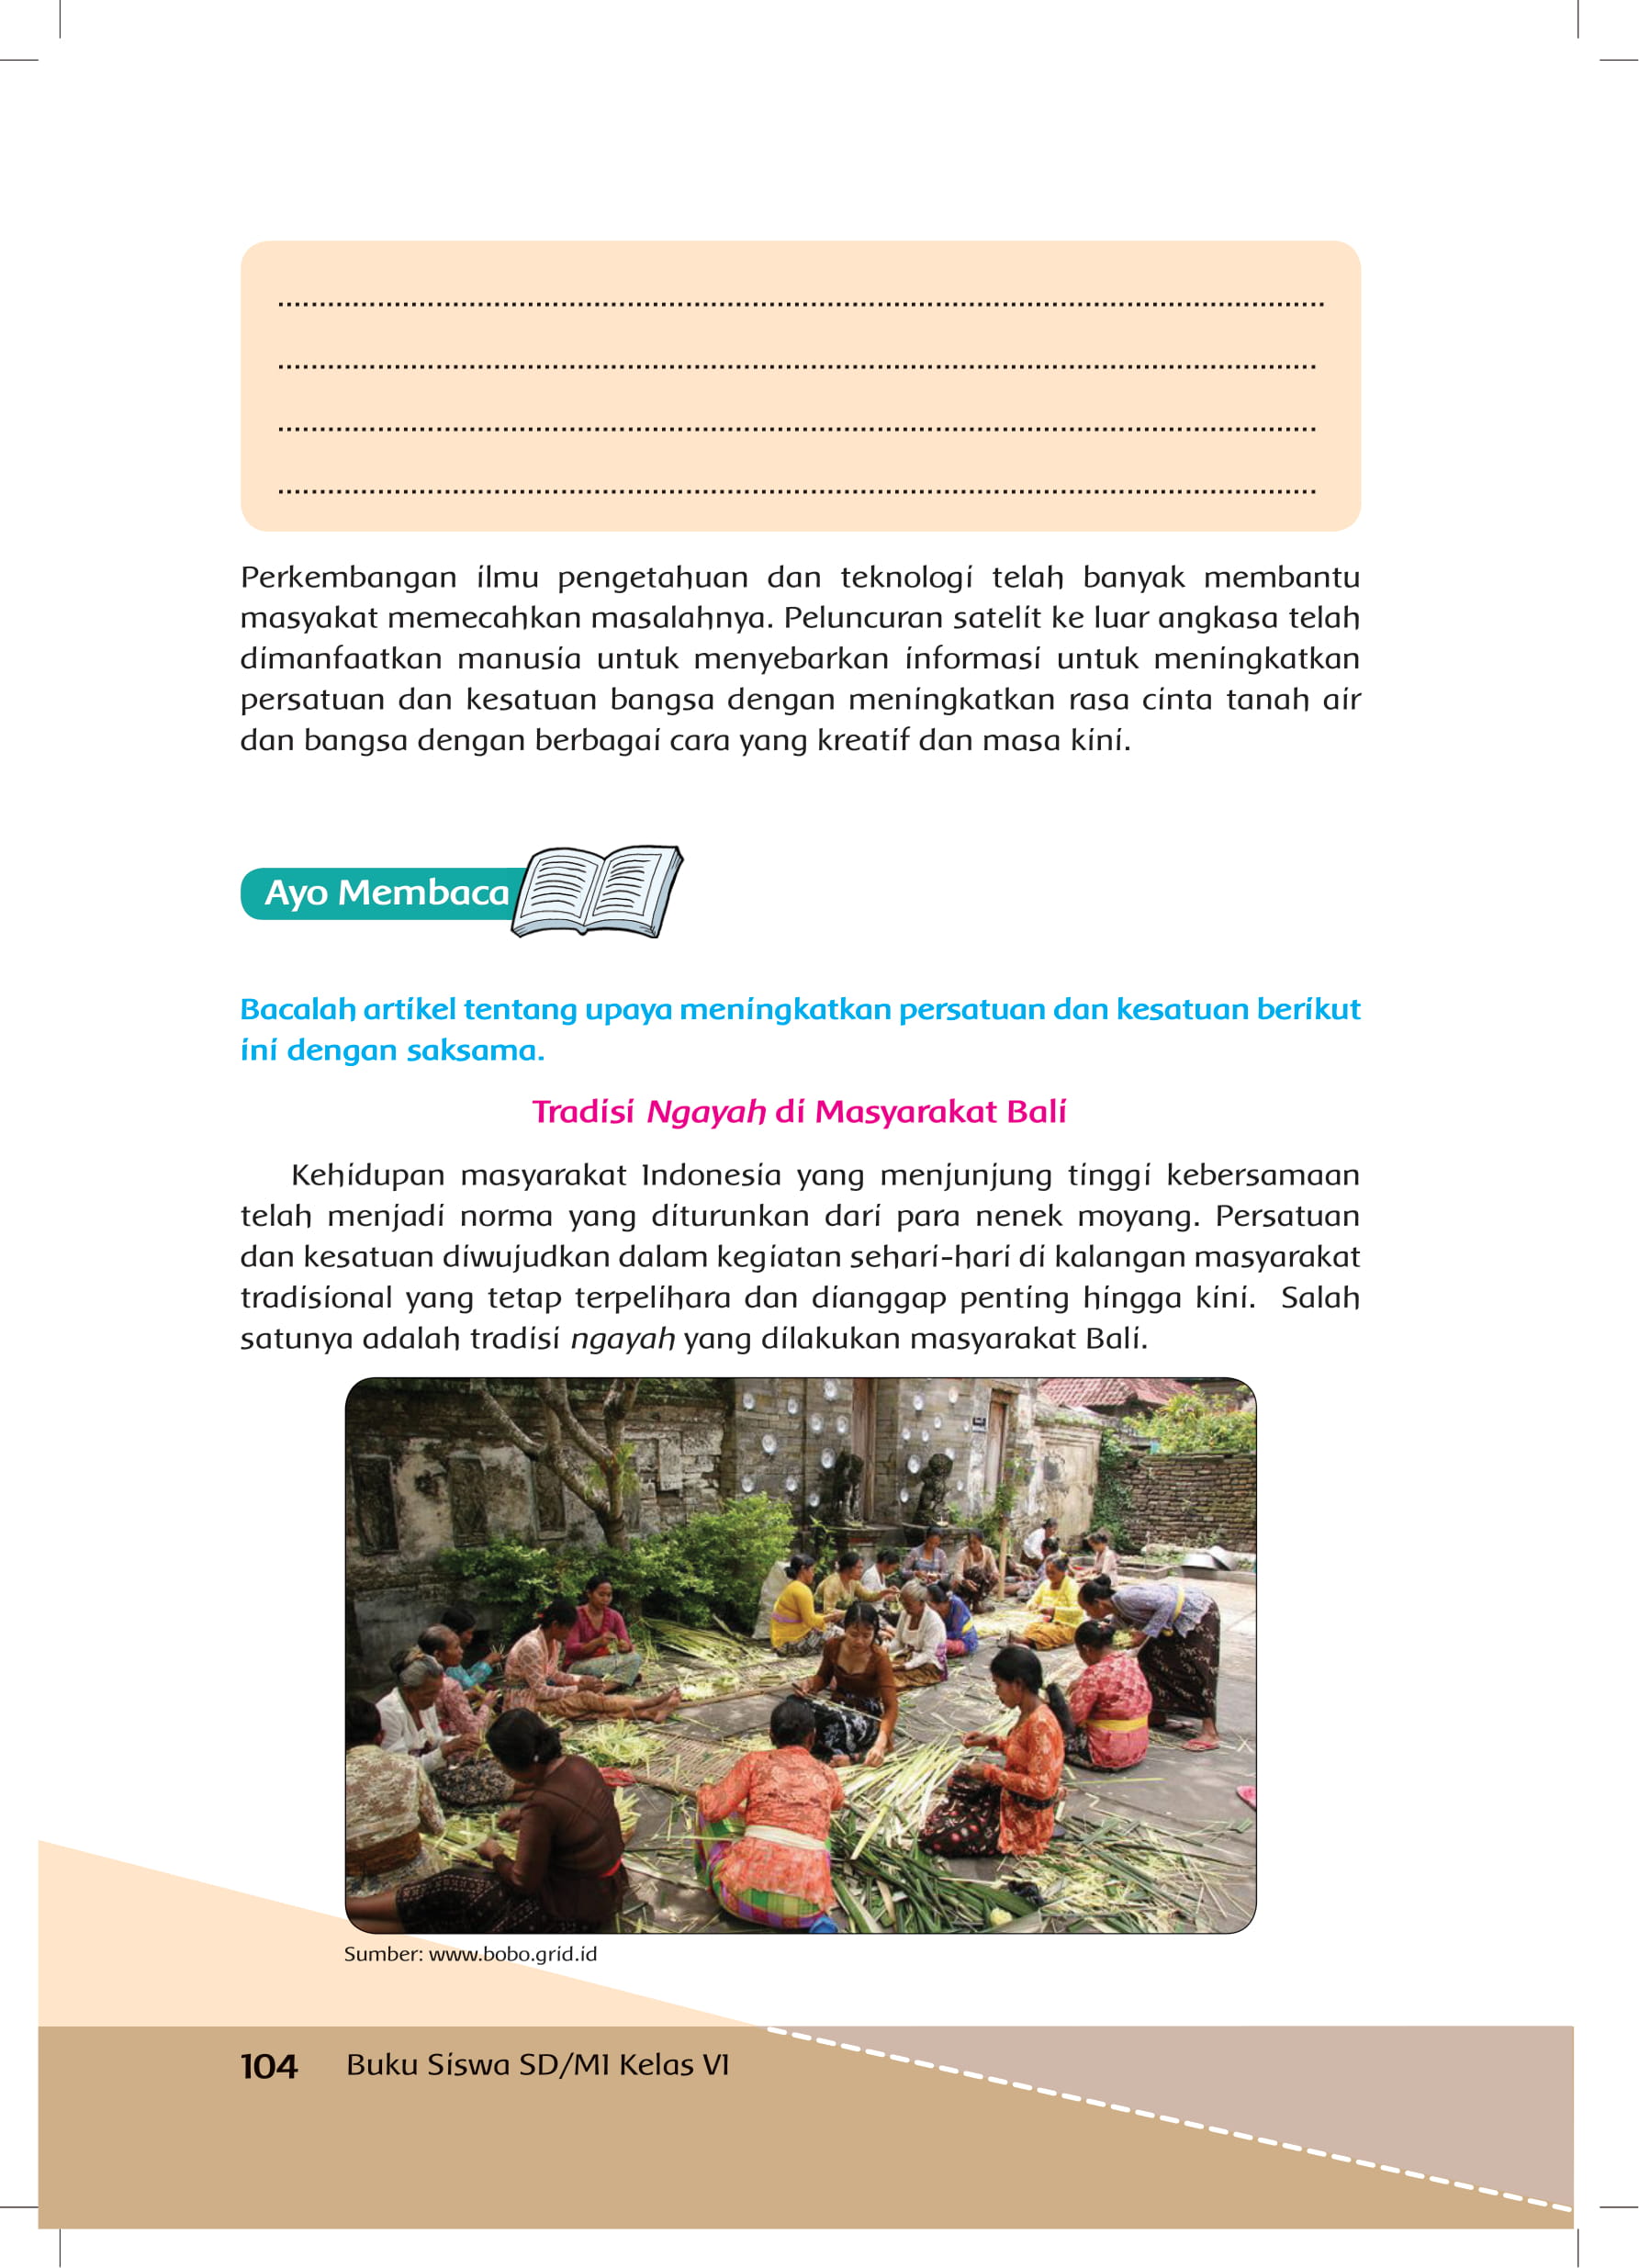 Perkembangan ilmu pengetahuan dan teknologi telah banyak membantu
masyakat memecahkan masalahnya. Peluncuran satelit ke luar angkasa telah
dimanfaatkan manusia untuk menyebarkan informasi untuk meningkatkan
persatuan dan kesatuan bangsa dengan meningkatkan rasa cinta tanah air
dan bangsa dengan berbagai cara yang kreatif dan masa kini.
Ayo Membaca
Bacalah artikel tentang upaya meningkatkan persatuan dan kesatuan berikut
ini dengan saksama.
Tradisi Ngayah di Masyarakat Bali
Kehidupan masyarakat Indonesia yang menjunjung tinggi kebersamaan
telah menjadi norma yang diturunkan dari para nenek moyang. Persatuan
dan kesatuan diwujudkan dalam kegiatan sehari-hari di kalangan masyarakat
tradisional yang tetap terpelihara dan dianggap penting hingga kini. Salah
satunya adalah tradisi ngayah yang dilakukan masyarakat Bali.
Sumber: www.bobo.grid.id
104 Buku Siswa SD/MI Kelas VI